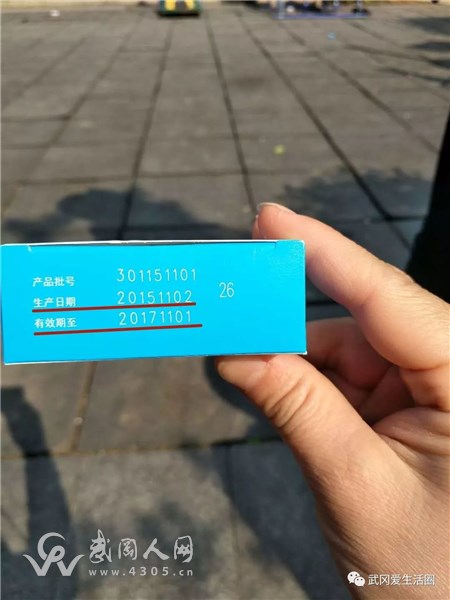 产品批号 301151101
生产日期 20151102
有效期至 20171101
26
武冈人网
www.4305.cn
武冈爱生活圈